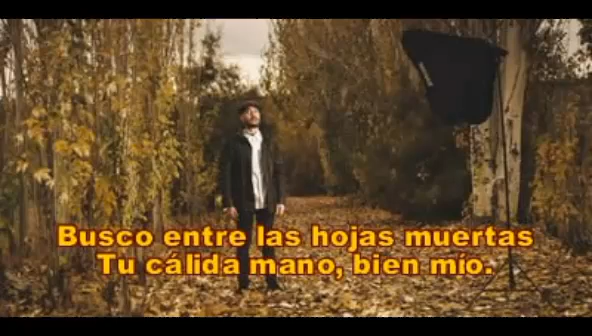 Busco entre las hojas muertas
Tu cálida mano, bien mío.